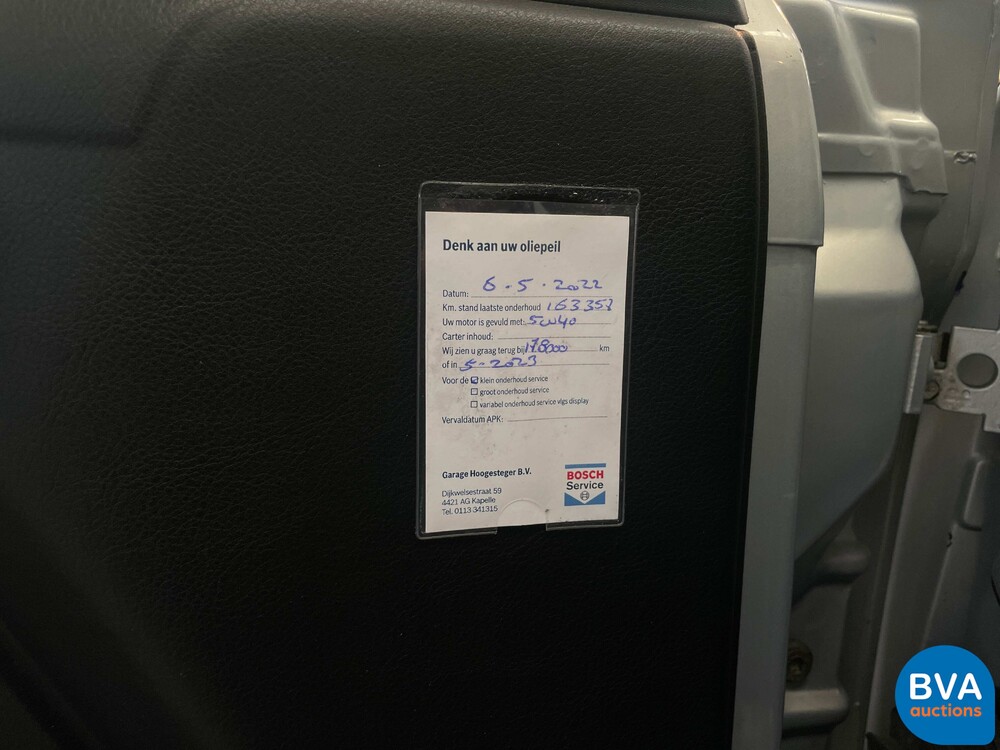 Denk aan uw oliepeil
Datum: 6-5-2022
Km. stand laatste onderhoud 163357
Uw motor is gevuld met: 5w40
Carter inhoud:
Wij zien u graag terug bij 178000 km
of in 5-2023
Voor de klein onderhoud service
groot onderhoud service
variabel onderhoud service vlgs display
Vervaldatum APK:
Garage Hoogesteger B.V.
Dijkwelsestraat 59
4421 AG Kapelle
Tel. 0113 341315
BOSCH
Service
BVA
auctions